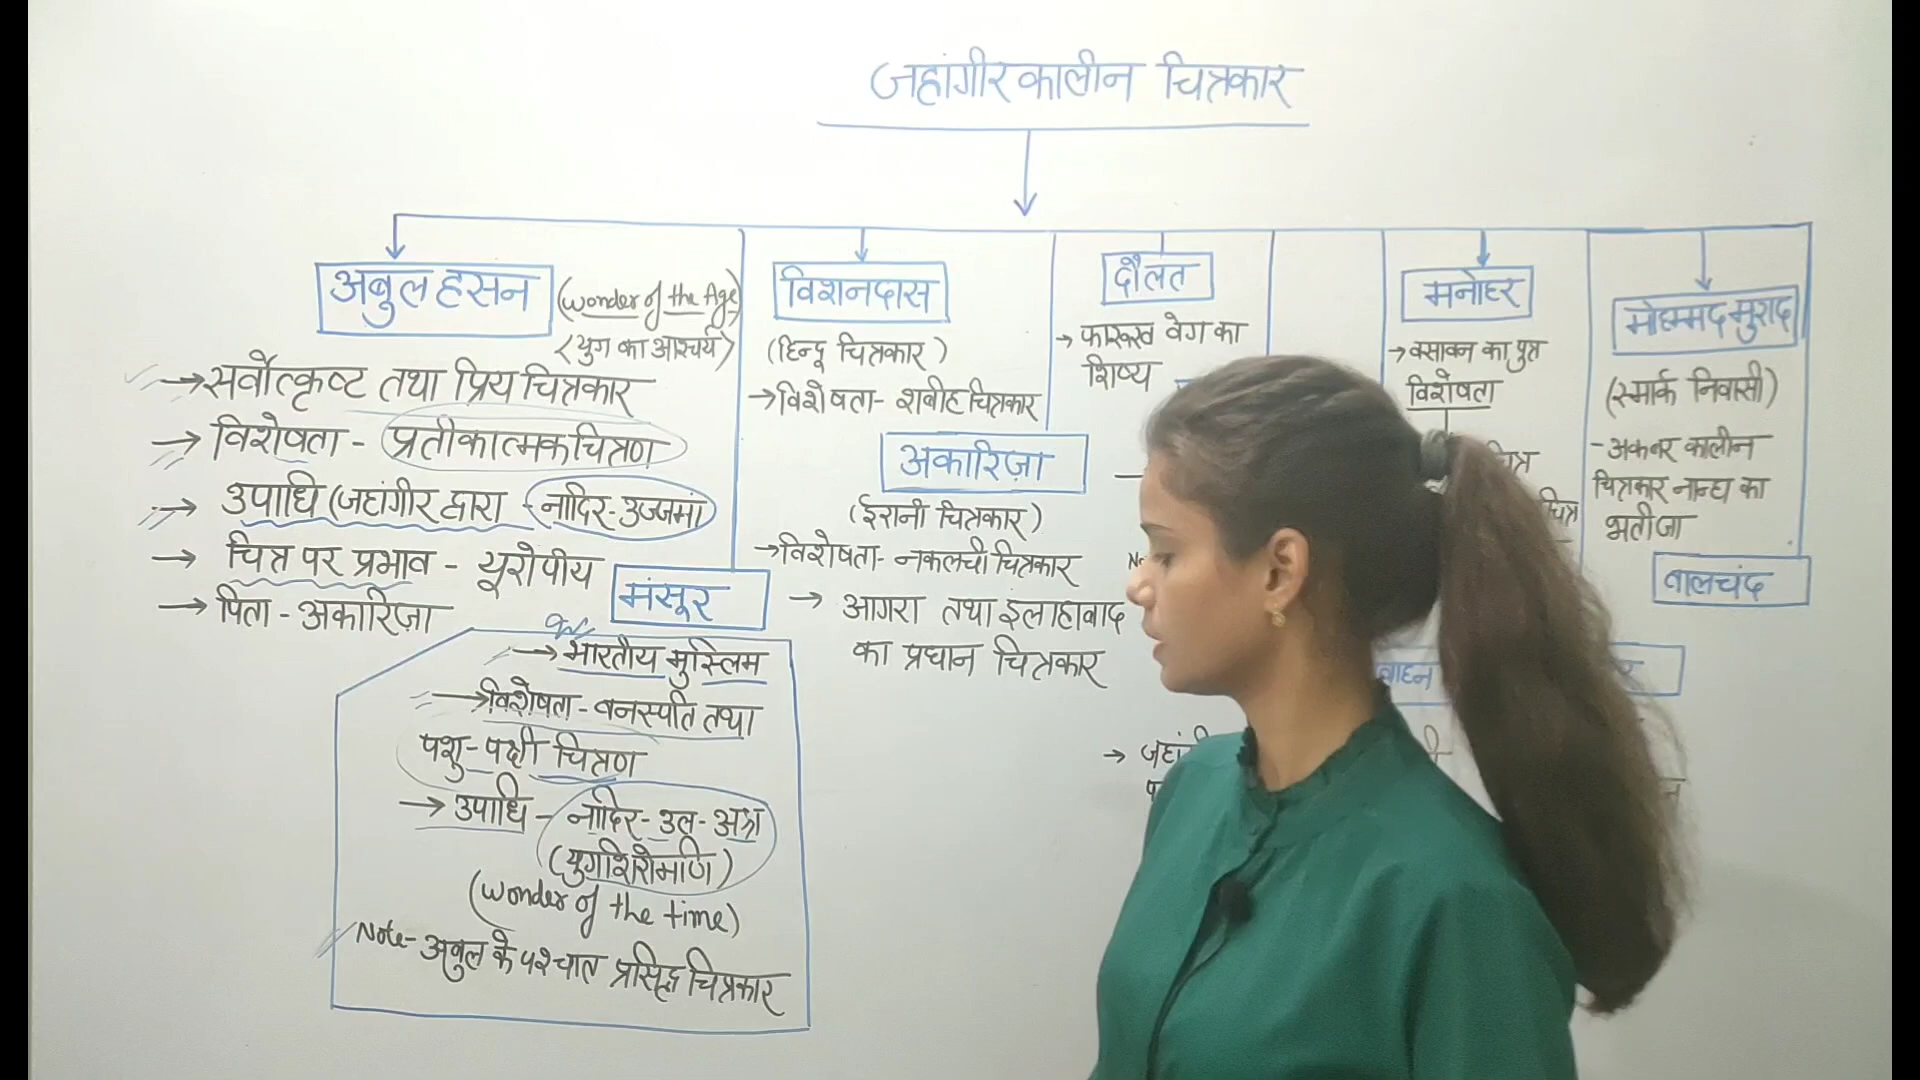 जहांगीर कालीन चित्रकार
अबुल हसन
(wonder of the Age)
(युग का आश्चर्य)
→ सर्वोत्कृष्ट तथा प्रिय चित्रकार
→ विशेषता - प्रतीकात्मक चित्रण
→ उपाधि (जहांगीर द्वारा - नादिर-उज्जमां
→ चित्र पर प्रभाव - यूरोपीय
→ पिता - अकारिज़ा
मंसूर
→ भारतीय मुस्लिम
→ विशेषता - वनस्पति तथा
पशु-पक्षी चित्रण
→ उपाधि - नादिर-उल-अस्र
(युगशिरोमणि)
(wonder of the time)
Note - अबुल के पश्चात प्रसिद्ध चित्रकार
विशनदास
(हिन्दू चित्रकार)
→ विशेषता - शबीह चित्रकार
अकारिज़ा
(ईरानी चित्रकार)
→ विशेषता - नकलची चित्रकार
→ आगरा तथा इलाहावाद
का प्रधान चित्रकार
दौलत
→ फारूख वेग का
शिष्य
मनोहर
→ वसावन का पुत्र
विशेषता
चित्र
मोहम्मद मुराद
(स्मार्क निवासी)
- अकबर कालीन
चित्रकार नान्हा का
भतीजा
बालचंद